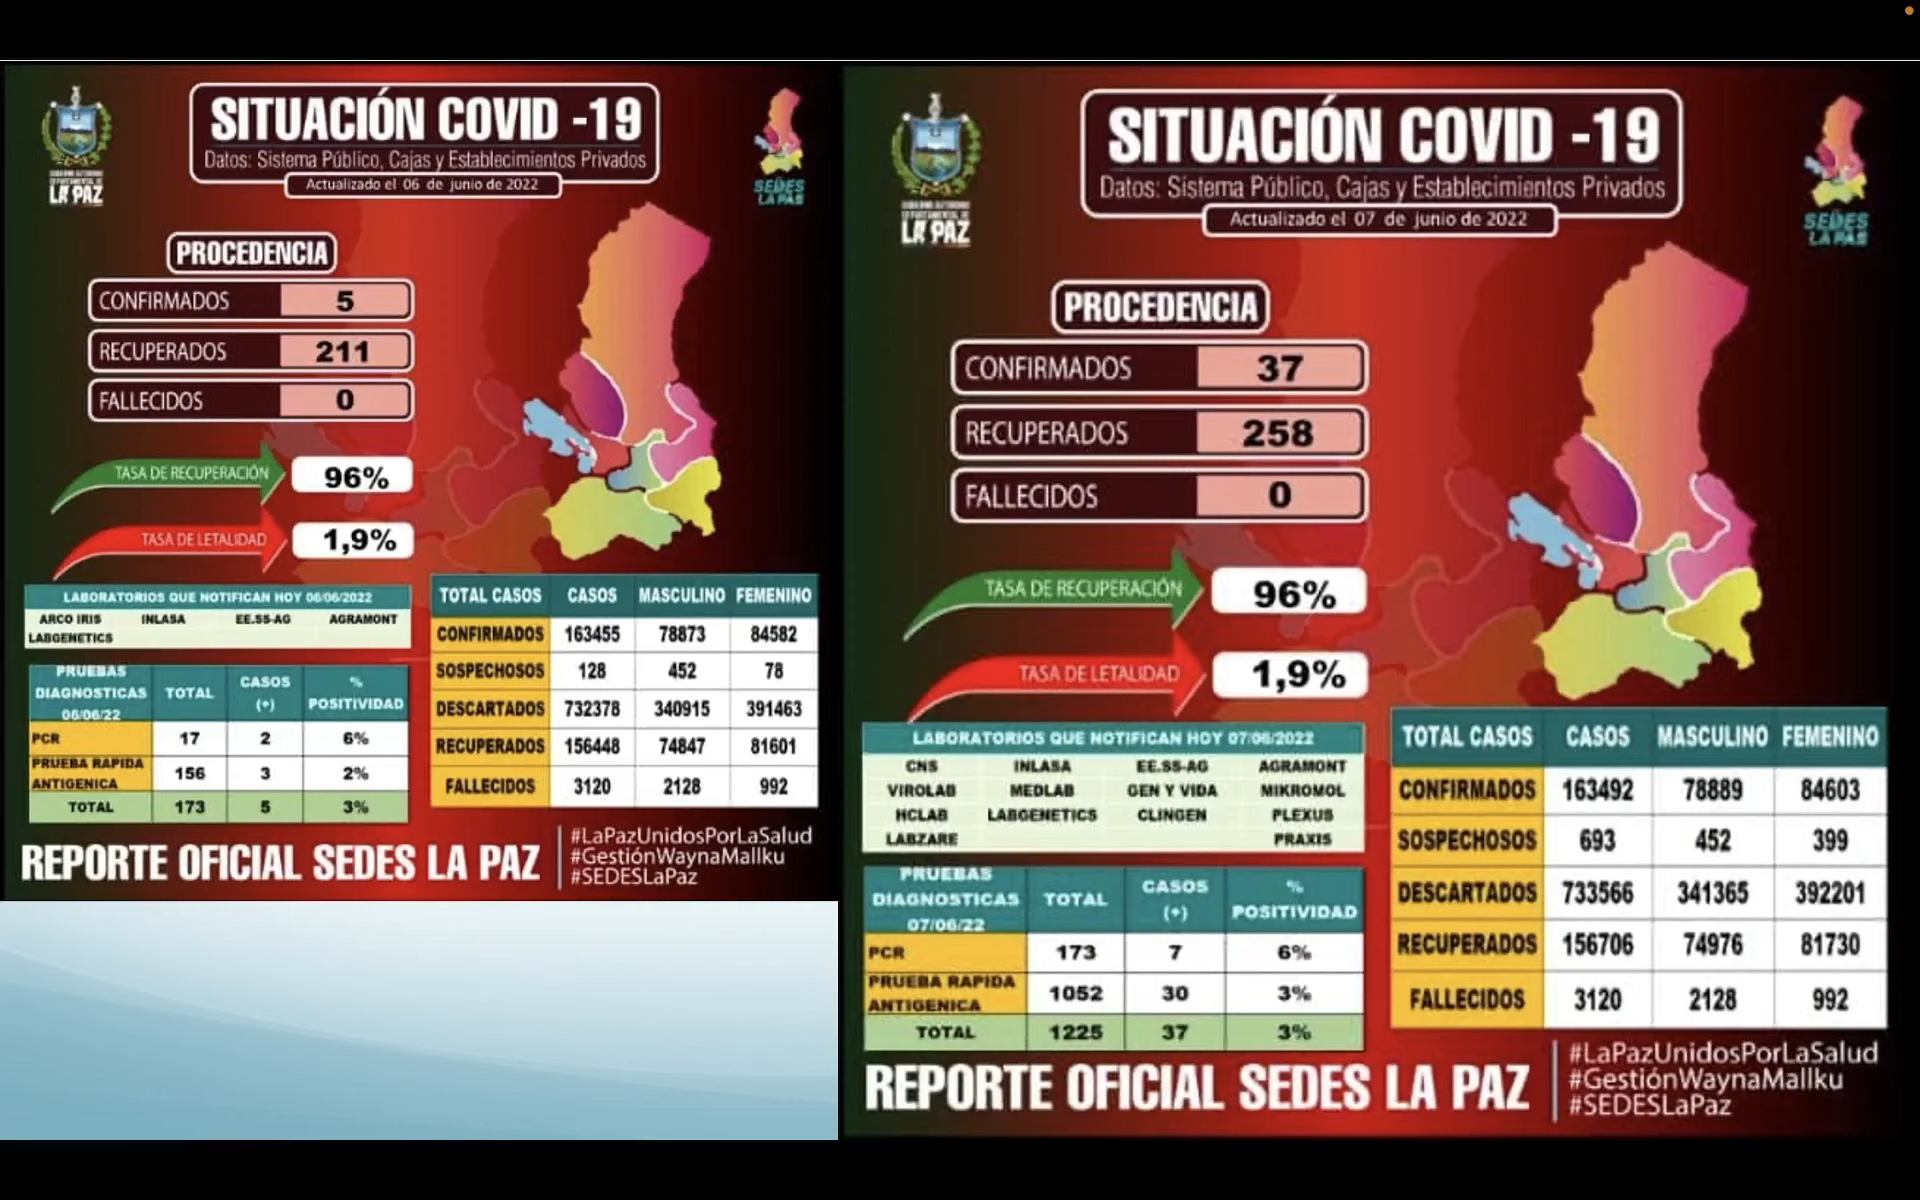 LA PAZ
SITUACIÓN COVID -19
Datos: Sistema Público, Cajas y Establecimientos Privados
Actualizado el 06 de junio de 2022
SEDES
LA PAS
PROCEDENCIA
CONFIRMADOS 5
RECUPERADOS 211
FALLECIDOS 0
TASA DE RECUPERACIÓN 96%
TASA DE LETALIDAD 1,9%
LABORATORIOS QUE NOTIFICAN HOY 06/06/2022
ARCO IRIS INLASA EE.SS-AG AGRAMONT
LABGENETICS
PRUEBAS DIAGNOSTICAS 06/06/22 TOTAL CASOS (+) % POSITIVIDAD
PCR 17 2 6%
PRUEBA RAPIDA ANTIGENICA 156 3 2%
TOTAL 173 5 3%
TOTAL CASOS CASOS MASCULINO FEMENINO
CONFIRMADOS 163455 78873 84582
SOSPECHOSOS 128 452 78
DESCARTADOS 732378 340915 391463
RECUPERADOS 156448 74847 81601
FALLECIDOS 3120 2128 992
REPORTE OFICIAL SEDES LA PAZ
#LaPazUnidosPorLaSalud
#GestiónWaynaMallku
#SEDESLaPaz
LA PAZ
SITUACIÓN COVID -19
Datos: Sistema Público, Cajas y Establecimientos Privados
Actualizado el 07 de junio de 2022
SEDES
LA PAS
PROCEDENCIA
CONFIRMADOS 37
RECUPERADOS 258
FALLECIDOS 0
TASA DE RECUPERACIÓN 96%
TASA DE LETALIDAD 1,9%
LABORATORIOS QUE NOTIFICAN HOY 07/06/2022
CNS INLASA EE.SS-AG AGRAMONT
VIROLAB MEDLAB GEN Y VIDA MIKROMOL
HCLAB LABGENETICS CLINGEN PLEXUS
LABZARE PRAXIS
PRUEBAS DIAGNOSTICAS 07/06/22 TOTAL CASOS (+) % POSITIVIDAD
PCR 173 7 6%
PRUEBA RAPIDA ANTIGENICA 1052 30 3%
TOTAL 1225 37 3%
TOTAL CASOS CASOS MASCULINO FEMENINO
CONFIRMADOS 163492 78889 84603
SOSPECHOSOS 693 452 399
DESCARTADOS 733566 341365 392201
RECUPERADOS 156706 74976 81730
FALLECIDOS 3120 2128 992
REPORTE OFICIAL SEDES LA PAZ
#LaPazUnidosPorLaSalud
#GestiónWaynaMallku
#SEDESLaPaz